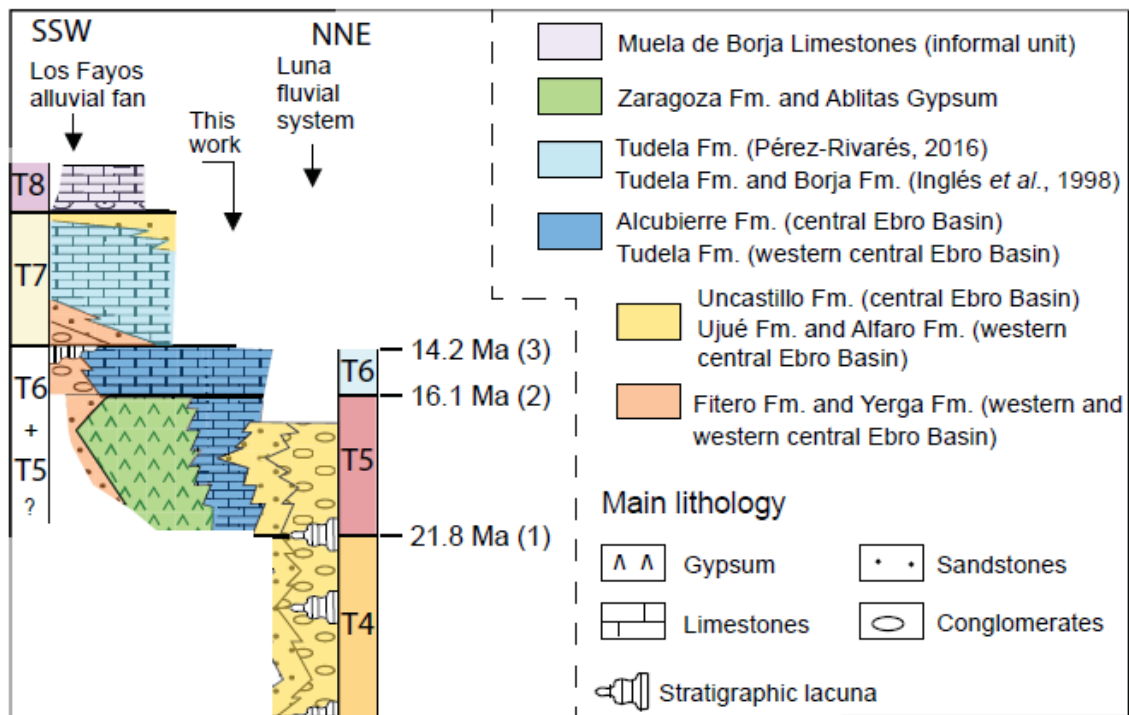 SSW
NNE
Los Fayos
alluvial fan
Luna
fluvial
system
This
work
T8
T7
T6
+
T5
?
T6
T5
T4
14.2 Ma (3)
16.1 Ma (2)
21.8 Ma (1)
Muela de Borja Limestones (informal unit)
Zaragoza Fm. and Ablitas Gypsum
Tudela Fm. (Pérez-Rivarés, 2016)
Tudela Fm. and Borja Fm. (Inglés et al., 1998)
Alcubierre Fm. (central Ebro Basin)
Tudela Fm. (western central Ebro Basin)
Uncastillo Fm. (central Ebro Basin)
Ujué Fm. and Alfaro Fm. (western
central Ebro Basin)
Fitero Fm. and Yerga Fm. (western and
western central Ebro Basin)
Main lithology
Gypsum
Sandstones
Limestones
Conglomerates
Stratigraphic lacuna